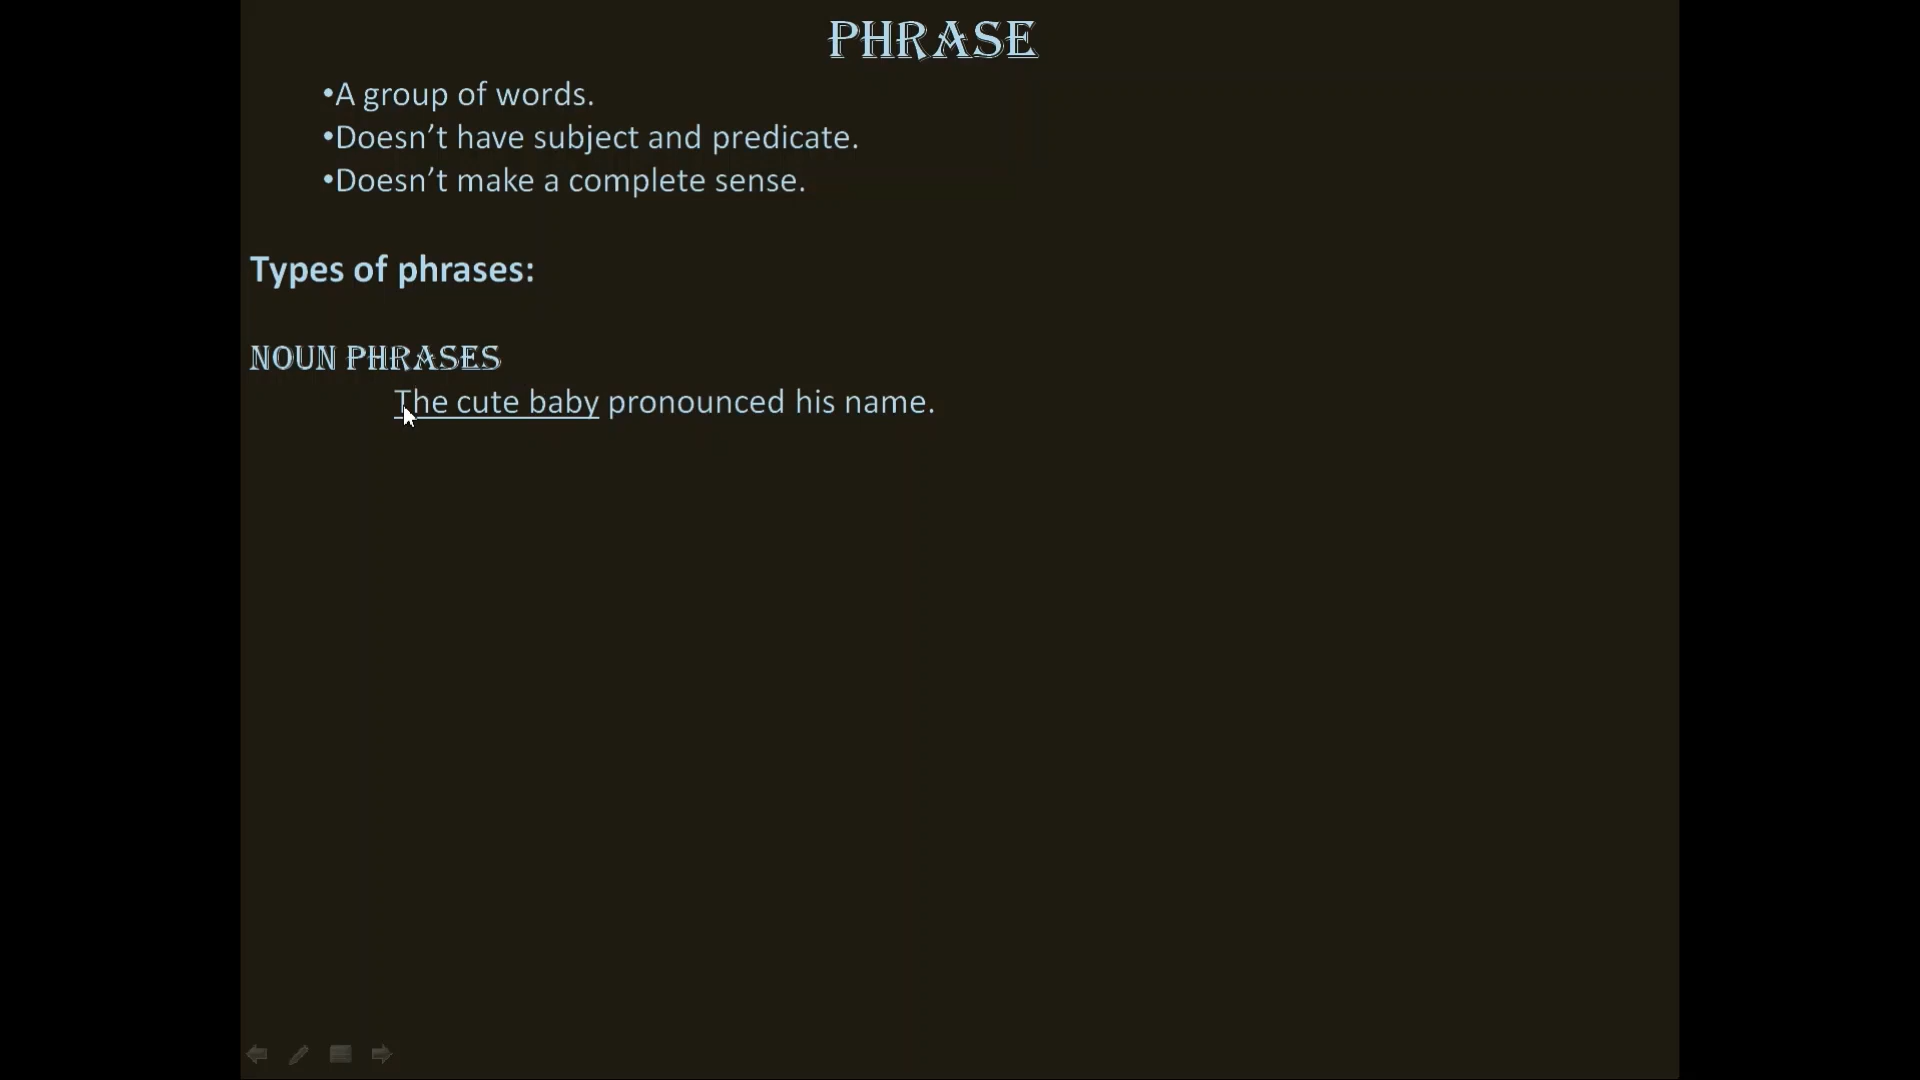 PHRASE
•A group of words.
•Doesn’t have subject and predicate.
•Doesn’t make a complete sense.
Types of phrases:
NOUN PHRASES
The cute baby pronounced his name.